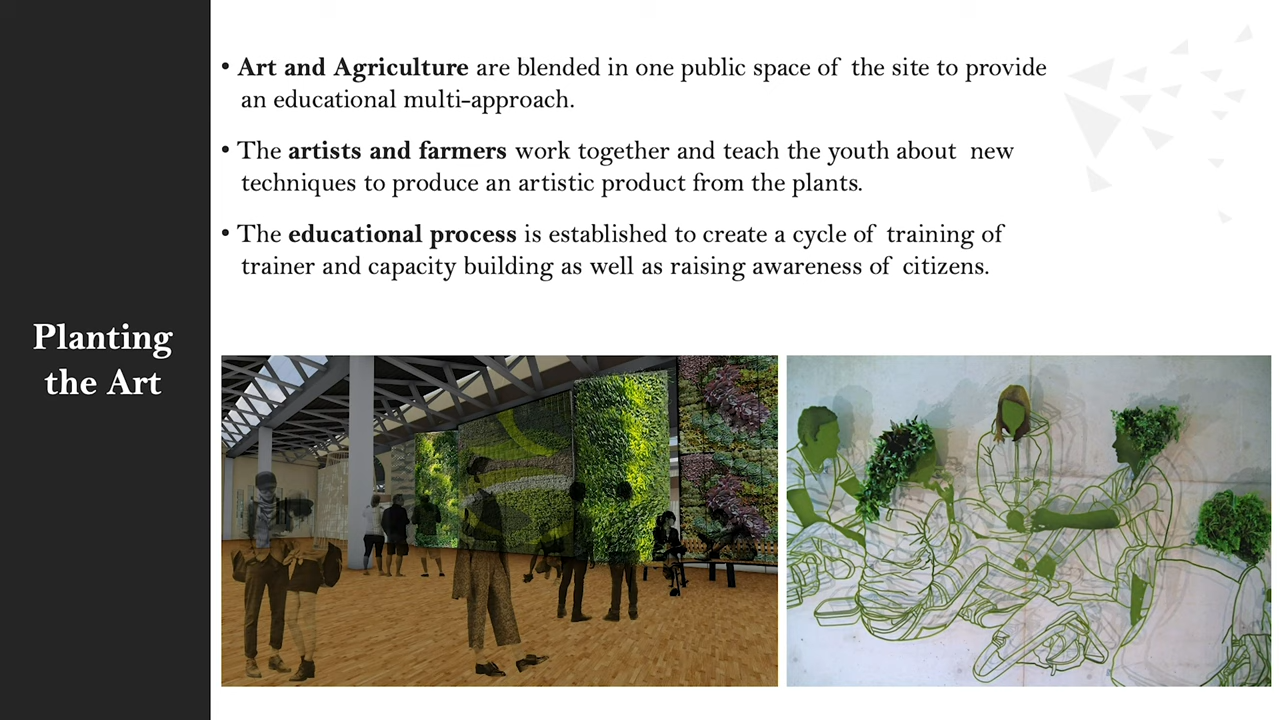 • Art and Agriculture are blended in one public space of the site to provide
an educational multi-approach.
• The artists and farmers work together and teach the youth about new
techniques to produce an artistic product from the plants.
• The educational process is established to create a cycle of training of
trainer and capacity building as well as raising awareness of citizens.
Planting
the Art